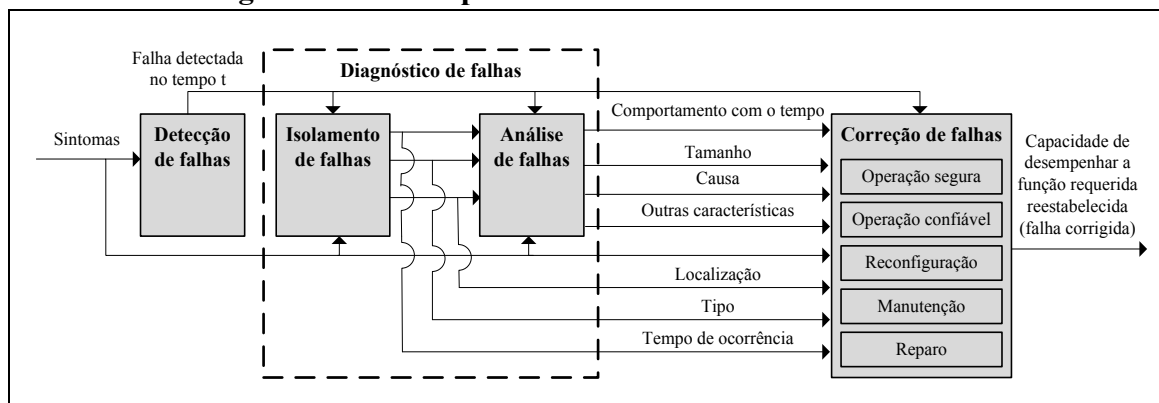 Falha detectada
no tempo t
Diagnóstico de falhas
Sintomas
Detecção
de falhas
Isolamento
de falhas
Análise
de falhas
Comportamento com o tempo
Tamanho
Causa
Outras características
Localização
Tipo
Tempo de ocorrência
Correção de falhas
Operação segura
Operação confiável
Reconfiguração
Manutenção
Reparo
Capacidade de
desempenhar a
função requerida
reestabelecida
(falha corrigida)